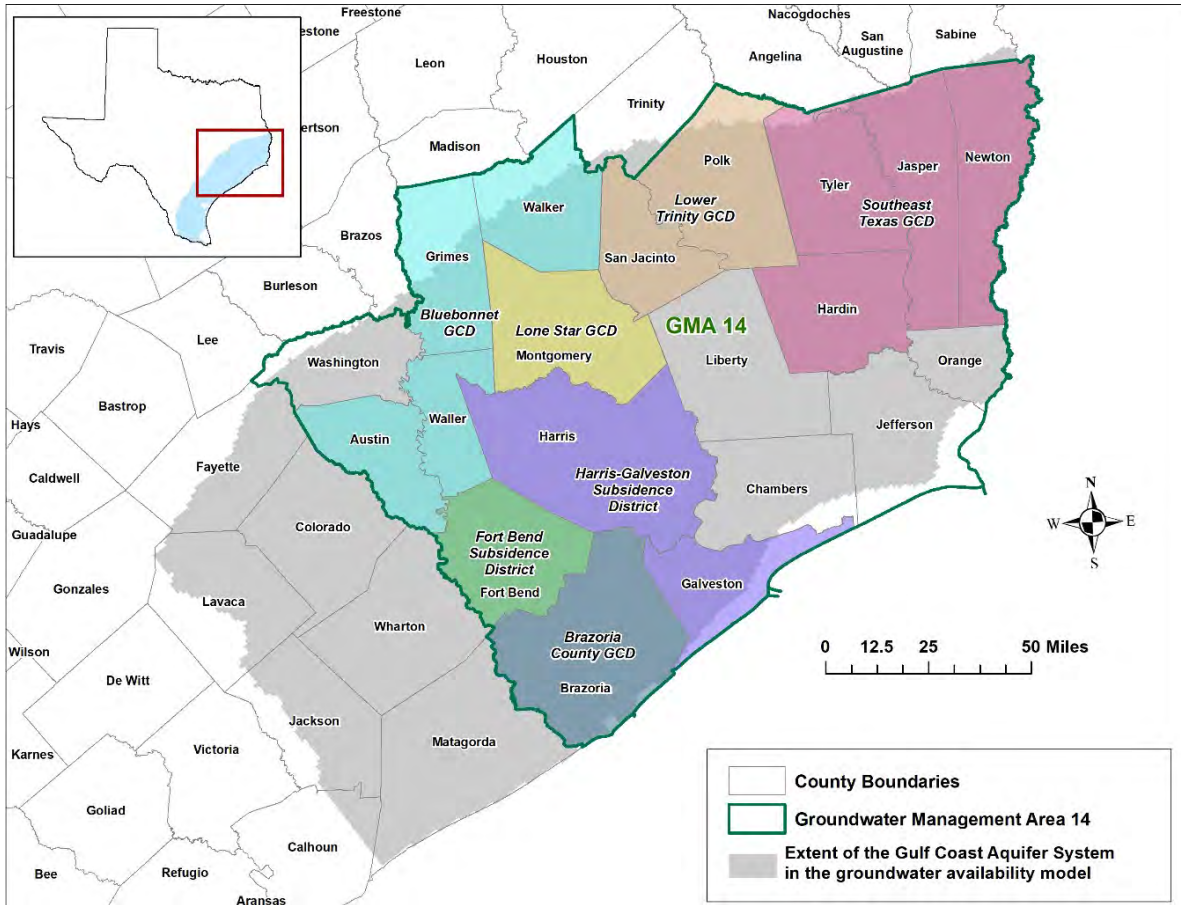 Freestone
Nacogdoches
estone
San
Augustine
Sabine
Leon
Houston
Angelina
Trinity
ertson
Madison
Polk
Jasper
Newton
Walker
Tyler
Lower
Trinity GCD
Southeast
Texas GCD
Brazos
Grimes
San Jacinto
Burleson
Hardin
Bluebonnet
GCD
Lone Star GCD
GMA 14
Lee
Travis
Washington
Montgomery
Liberty
Orange
Bastrop
Hays
Waller
Jefferson
Austin
Harris
Fayette
Caldwell
Harris-Galveston
Subsidence
District
Chambers
Colorado
N
W
E
S
Guadalupe
Fort Bend
Subsidence
District
Galveston
Gonzales
Fort Bend
Lavaca
Wharton
Brazoria
County GCD
Wilson
0 12.5 25 50 Miles
De Witt
Brazoria
Jackson
Matagorda
Karnes
Victoria
County Boundaries
Goliad
Groundwater Management Area 14
Calhoun
Extent of the Gulf Coast Aquifer System
in the groundwater availability model
Bee
Refugio
Aransas